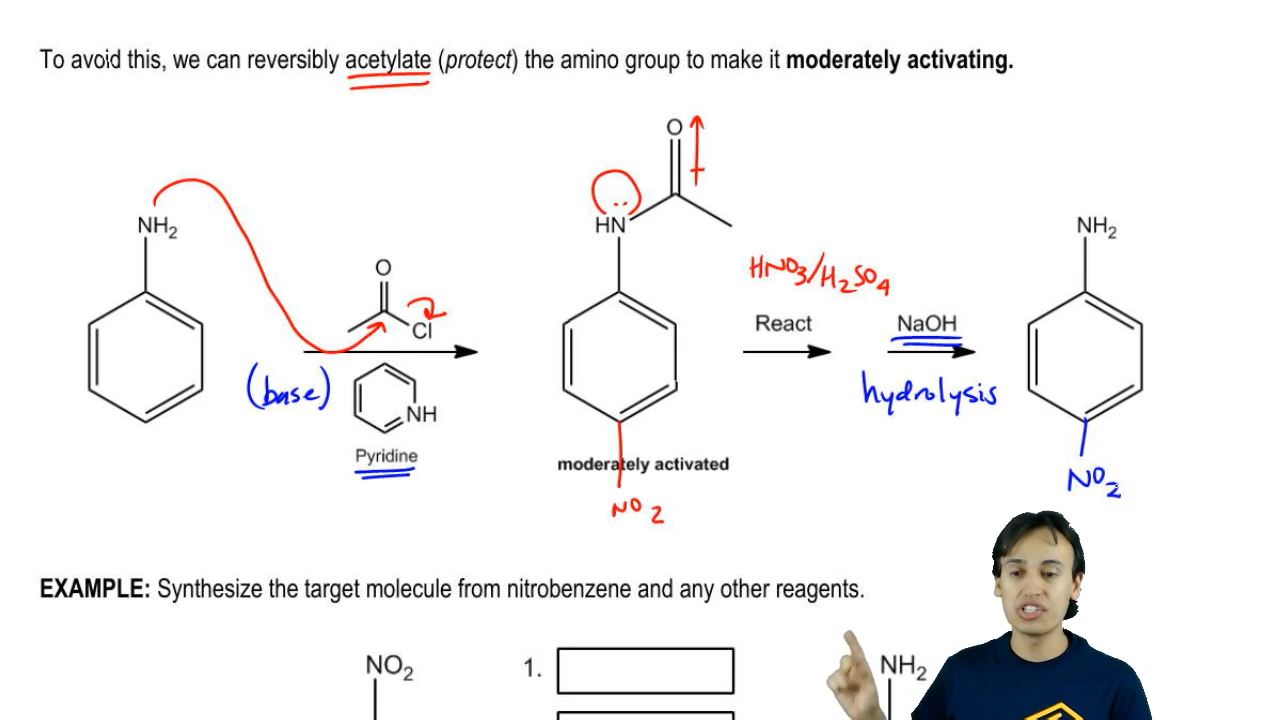 To avoid this, we can reversibly acetylate (protect) the amino group to make it moderately activating.
O
NH2
HN
NH2
O
HNO3/H2SO4
Cl
React
NaOH
(base)
NH
hydrolysis
Pyridine
moderately activated
NO2
NO2
EXAMPLE: Synthesize the target molecule from nitrobenzene and any other reagents.
NO2
1.
NH2